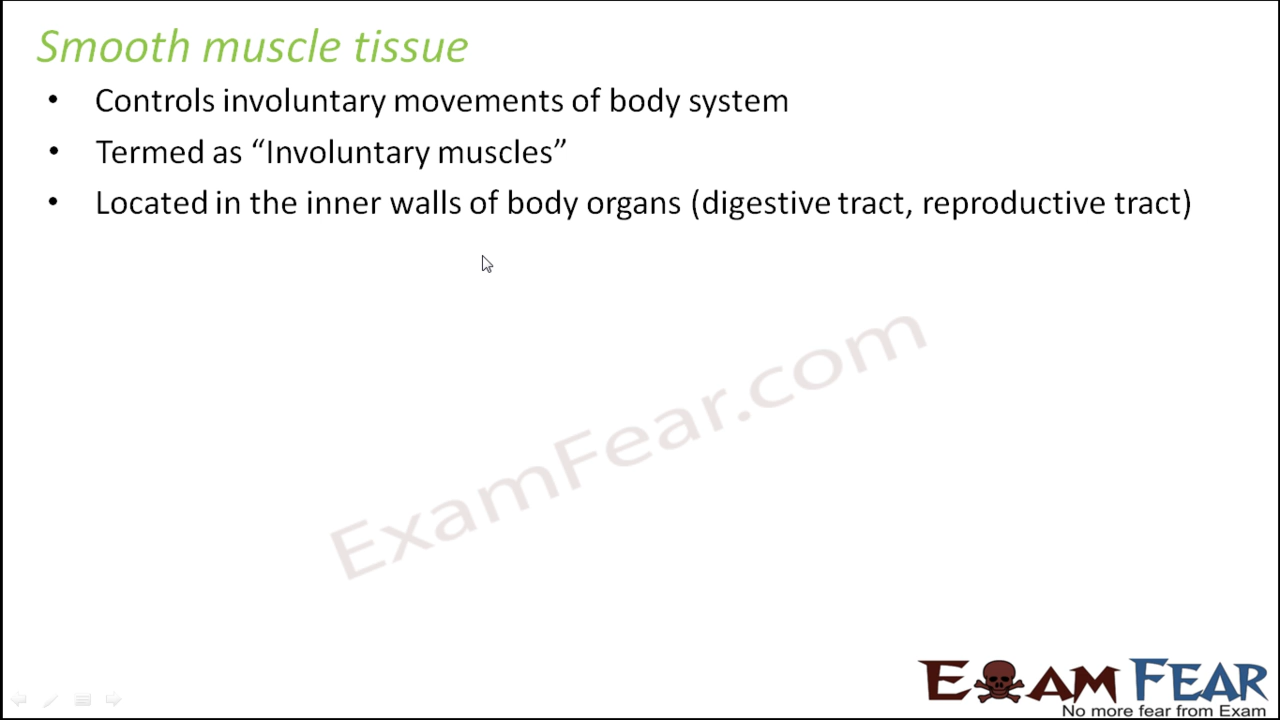 Smooth muscle tissue
• Controls involuntary movements of body system
• Termed as “Involuntary muscles”
• Located in the inner walls of body organs (digestive tract, reproductive tract)
ExamFear.com
EXAM FEAR
No more fear from Exam